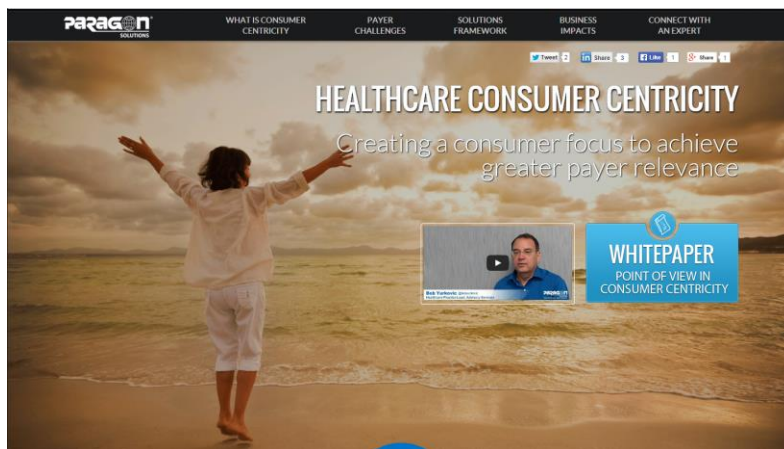 PARAGON
SOLUTIONS
WHAT IS CONSUMER
CENTRICITY
PAYER
CHALLENGES
SOLUTIONS
FRAMEWORK
BUSINESS
IMPACTS
CONNECT WITH
AN EXPERT
Tweet 2
in Share 3
f Like 1
g+ Share 1
HEALTHCARE CONSUMER CENTRICITY
Creating a consumer focus to achieve
greater payer relevance
WHITEPAPER
POINT OF VIEW IN
CONSUMER CENTRICITY
PARAGON